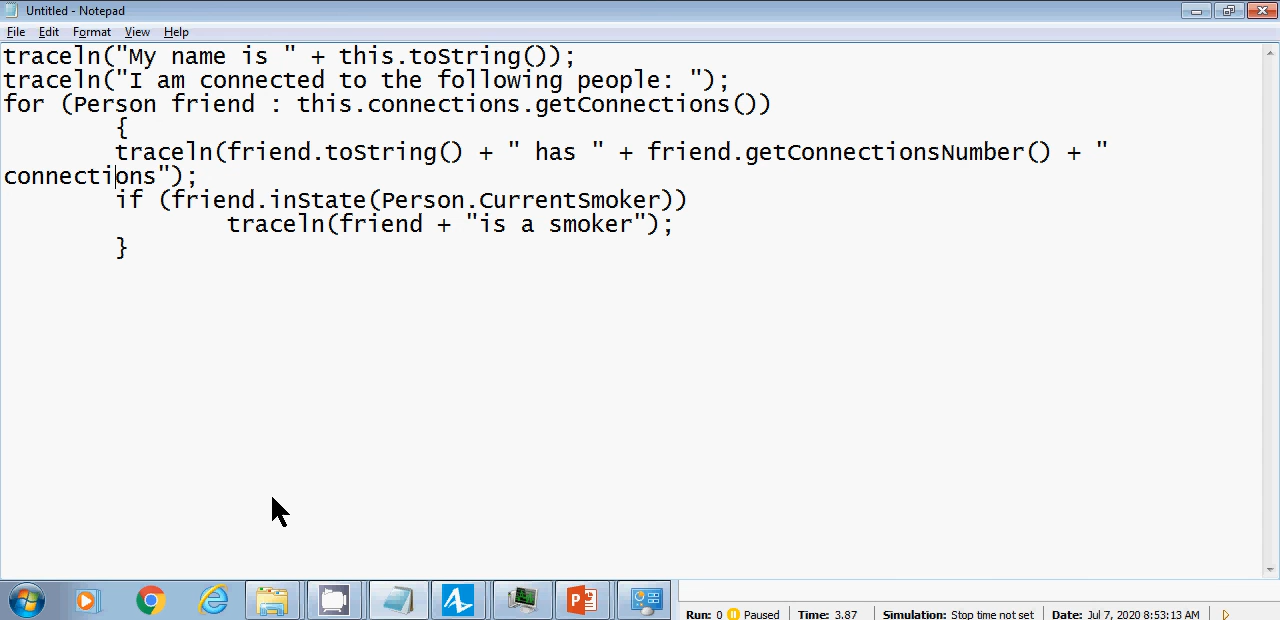 Untitled - Notepad
File Edit Format View Help
traceln("My name is " + this.toString());
traceln("I am connected to the following people: ");
for (Person friend : this.connections.getConnections())
{
traceln(friend.toString() + " has " + friend.getConnectionsNumber() + "
connections");
if (friend.inState(Person.CurrentSmoker))
traceln(friend + "is a smoker");
}
Run: 0 Paused Time: 3.87 Simulation: Stop time not set Date: Jul 7, 2020 8:53:13 AM